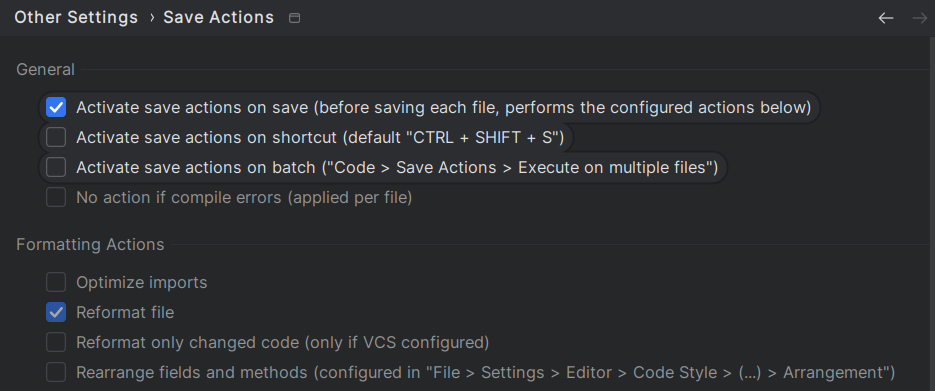 Other Settings › Save Actions
General
Activate save actions on save (before saving each file, performs the configured actions below)
Activate save actions on shortcut (default "CTRL + SHIFT + S")
Activate save actions on batch ("Code > Save Actions > Execute on multiple files")
No action if compile errors (applied per file)
Formatting Actions
Optimize imports
Reformat file
Reformat only changed code (only if VCS configured)
Rearrange fields and methods (configured in "File > Settings > Editor > Code Style > (...) > Arrangement")